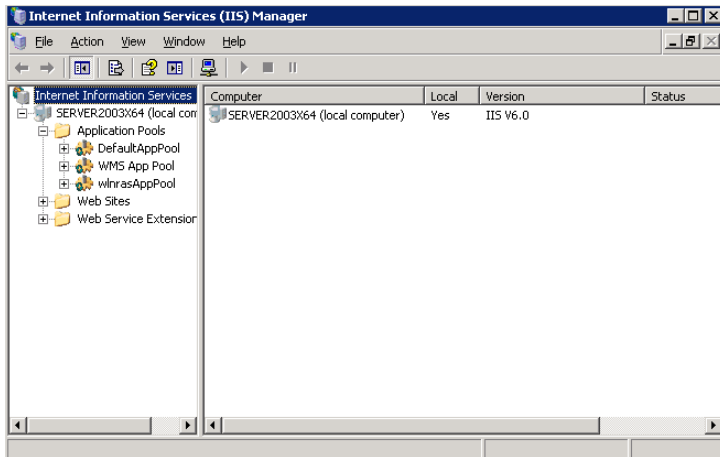 Internet Information Services (IIS) Manager
File Action View Window Help
Internet Information Services
SERVER2003X64 (local com
Application Pools
DefaultAppPool
WMS App Pool
wlnrasAppPool
Web Sites
Web Service Extension
Computer Local Version Status
SERVER2003X64 (local computer) Yes IIS V6.0